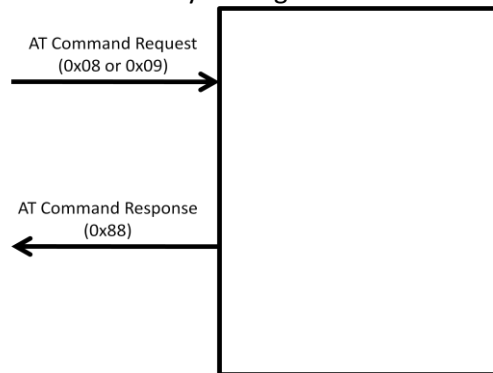 AT Command Request
(0x08 or 0x09)
AT Command Response
(0x88)